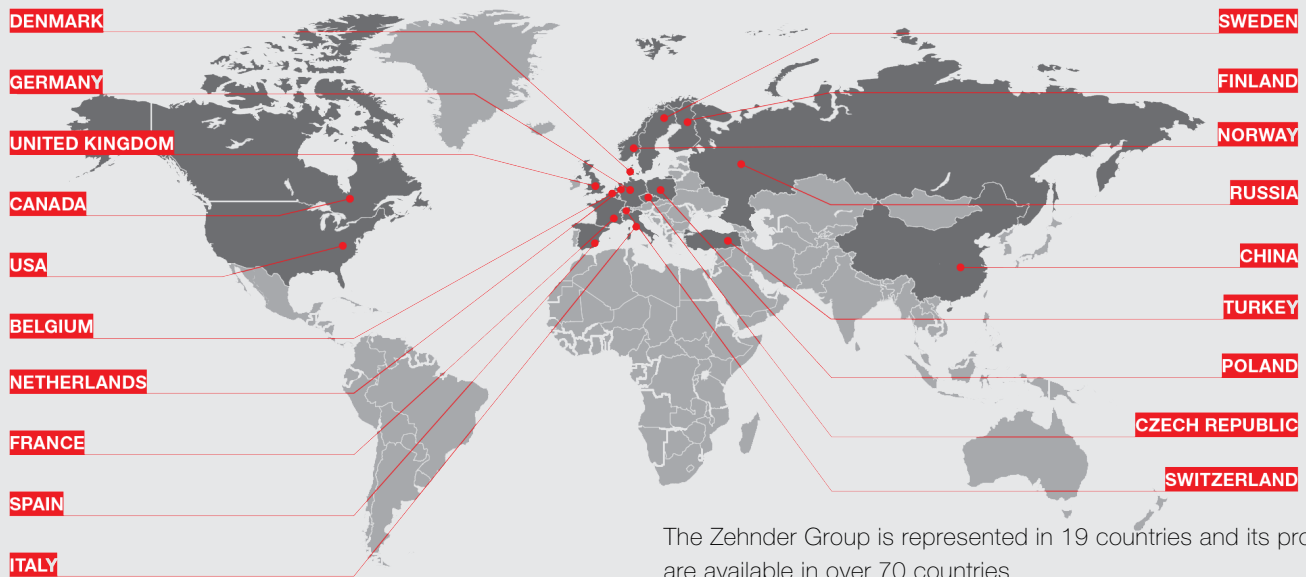 DENMARK
GERMANY
UNITED KINGDOM
CANADA
USA
BELGIUM
NETHERLANDS
FRANCE
SPAIN
ITALY
SWEDEN
FINLAND
NORWAY
RUSSIA
CHINA
TURKEY
POLAND
CZECH REPUBLIC
SWITZERLAND
The Zehnder Group is represented in 19 countries and its
are available in over 70 countries